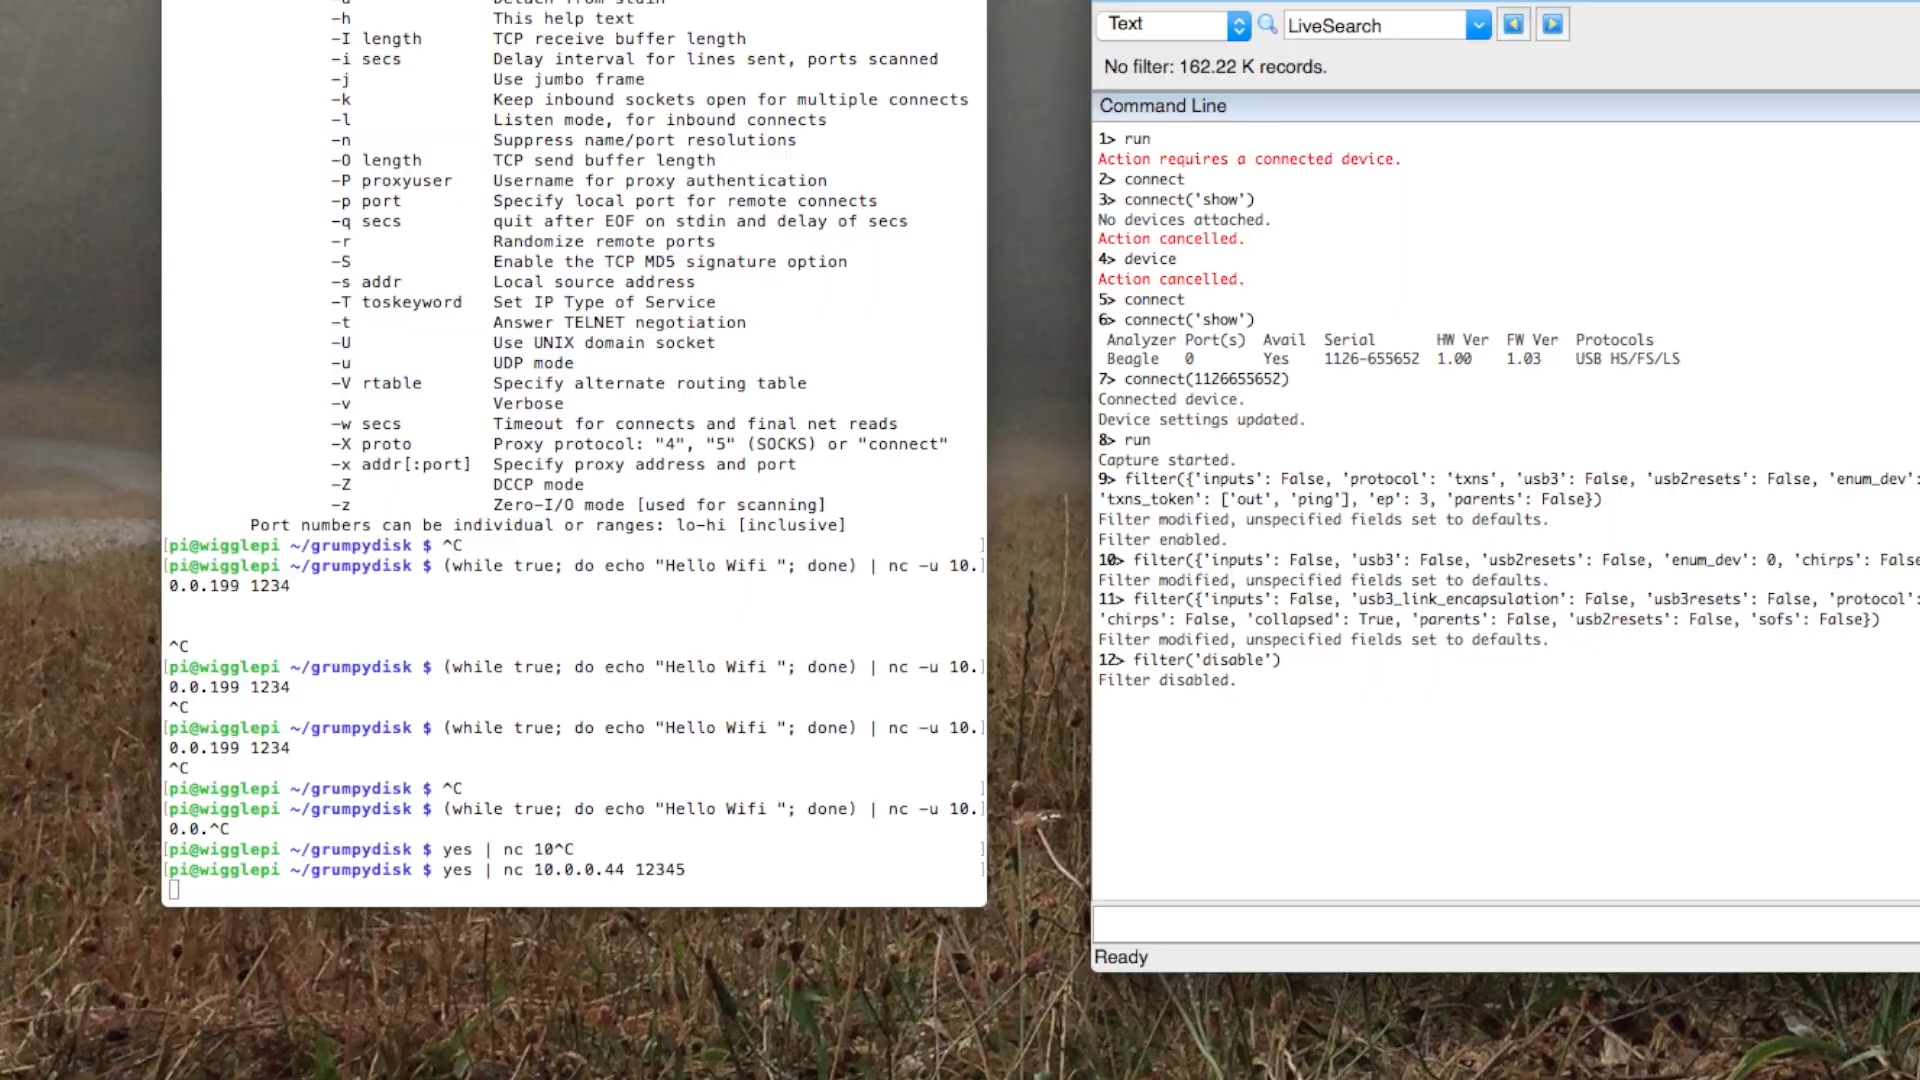 Detach from stdin
-h This help text
-I length TCP receive buffer length
-i secs Delay interval for lines sent, ports scanned
-j Use jumbo frame
-k Keep inbound sockets open for multiple connects
-l Listen mode, for inbound connects
-n Suppress name/port resolutions
-O length TCP send buffer length
-P proxyuser Username for proxy authentication
-p port Specify local port for remote connects
-q secs quit after EOF on stdin and delay of secs
-r Randomize remote ports
-S Enable the TCP MD5 signature option
-s addr Local source address
-T toskeyword Set IP Type of Service
-t Answer TELNET negotiation
-U Use UNIX domain socket
-u UDP mode
-V rtable Specify alternate routing table
-v Verbose
-w secs Timeout for connects and final net reads
-X proto Proxy protocol: "4", "5" (SOCKS) or "connect"
-x addr[:port] Specify proxy address and port
-Z DCCP mode
-z Zero-I/O mode [used for scanning]
Port numbers can be individual or ranges: lo-hi [inclusive]
[pi@wigglepi ~/grumpydisk $ ^C ]
[pi@wigglepi ~/grumpydisk $ (while true; do echo "Hello Wifi "; done) | nc -u 10.]
0.0.199 1234
^C
[pi@wigglepi ~/grumpydisk $ (while true; do echo "Hello Wifi "; done) | nc -u 10.]
0.0.199 1234
^C
[pi@wigglepi ~/grumpydisk $ (while true; do echo "Hello Wifi "; done) | nc -u 10.]
0.0.199 1234
^C
[pi@wigglepi ~/grumpydisk $ ^C ]
[pi@wigglepi ~/grumpydisk $ (while true; do echo "Hello Wifi "; done) | nc -u 10.]
0.0.^C
[pi@wigglepi ~/grumpydisk $ yes | nc 10^C ]
[pi@wigglepi ~/grumpydisk $ yes | nc 10.0.0.44 12345 ]
Text LiveSearch
No filter: 162.22 K records.
Command Line
1> run
Action requires a connected device.
2> connect
3> connect('show')
No devices attached.
Action cancelled.
4> device
Action cancelled.
5> connect
6> connect('show')
Analyzer Port(s) Avail Serial HW Ver FW Ver Protocols
Beagle 0 Yes 1126-655652 1.00 1.03 USB HS/FS/LS
7> connect(1126655652)
Connected device.
Device settings updated.
8> run
Capture started.
9> filter({'inputs': False, 'protocol': 'txns', 'usb3': False, 'usb2resets': False, 'enum_dev':
'txns_token': ['out', 'ping'], 'ep': 3, 'parents': False})
Filter modified, unspecified fields set to defaults.
Filter enabled.
10> filter({'inputs': False, 'usb3': False, 'usb2resets': False, 'enum_dev': 0, 'chirps': False
Filter modified, unspecified fields set to defaults.
11> filter({'inputs': False, 'usb3_link_encapsulation': False, 'usb3resets': False, 'protocol':
'chirps': False, 'collapsed': True, 'parents': False, 'usb2resets': False, 'sofs': False})
Filter modified, unspecified fields set to defaults.
12> filter('disable')
Filter disabled.
Ready